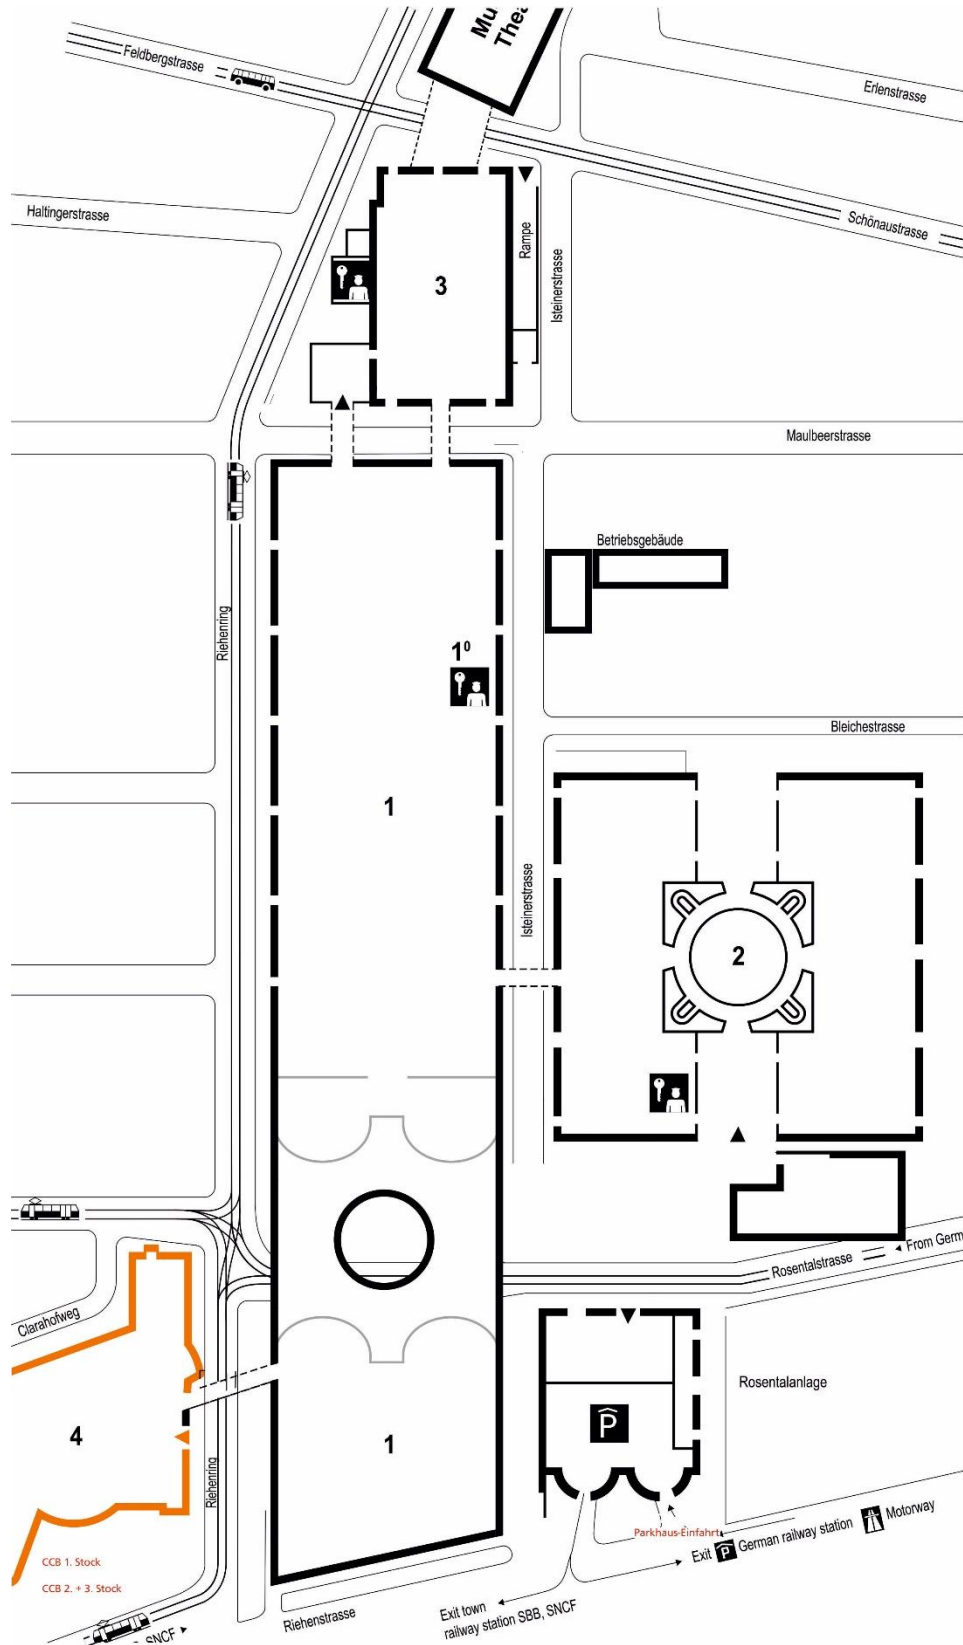 Mu
Thea
Feldbergstrasse
Erlenstrasse
Haltingerstrasse
Schönaustrasse
Rampe
3
Isteinerstrasse
Maulbeerstrasse
Betriebsgebäude
Riehenring
1⁰
Bleichestrasse
1
Isteinerstrasse
2
Rosentalstrasse
From Germ
Clarahofweg
Rosentalanlage
4
1
P
Riehenring
Parkhaus-Einfahrt
Exit P German railway station
Motorway
CCB 1. Stock
CCB 2. + 3. Stock
Riehenstrasse
Exit town
railway station SBB, SNCF
SNCF